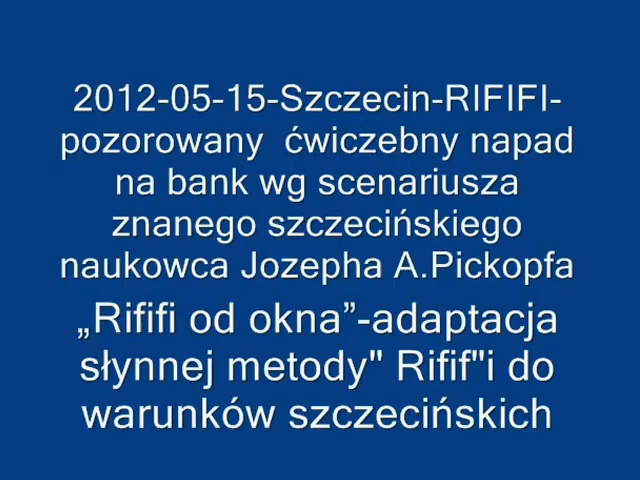 2012-05-15-Szczecin-RIFIFI-
pozorowany ćwiczebny napad
na bank wg scenariusza
znanego szczecińskiego
naukowca Jozepha A.Pickopfa
„Rififi od okna”-adaptacja
słynnej metody" Rifif"i do
warunków szczecińskich